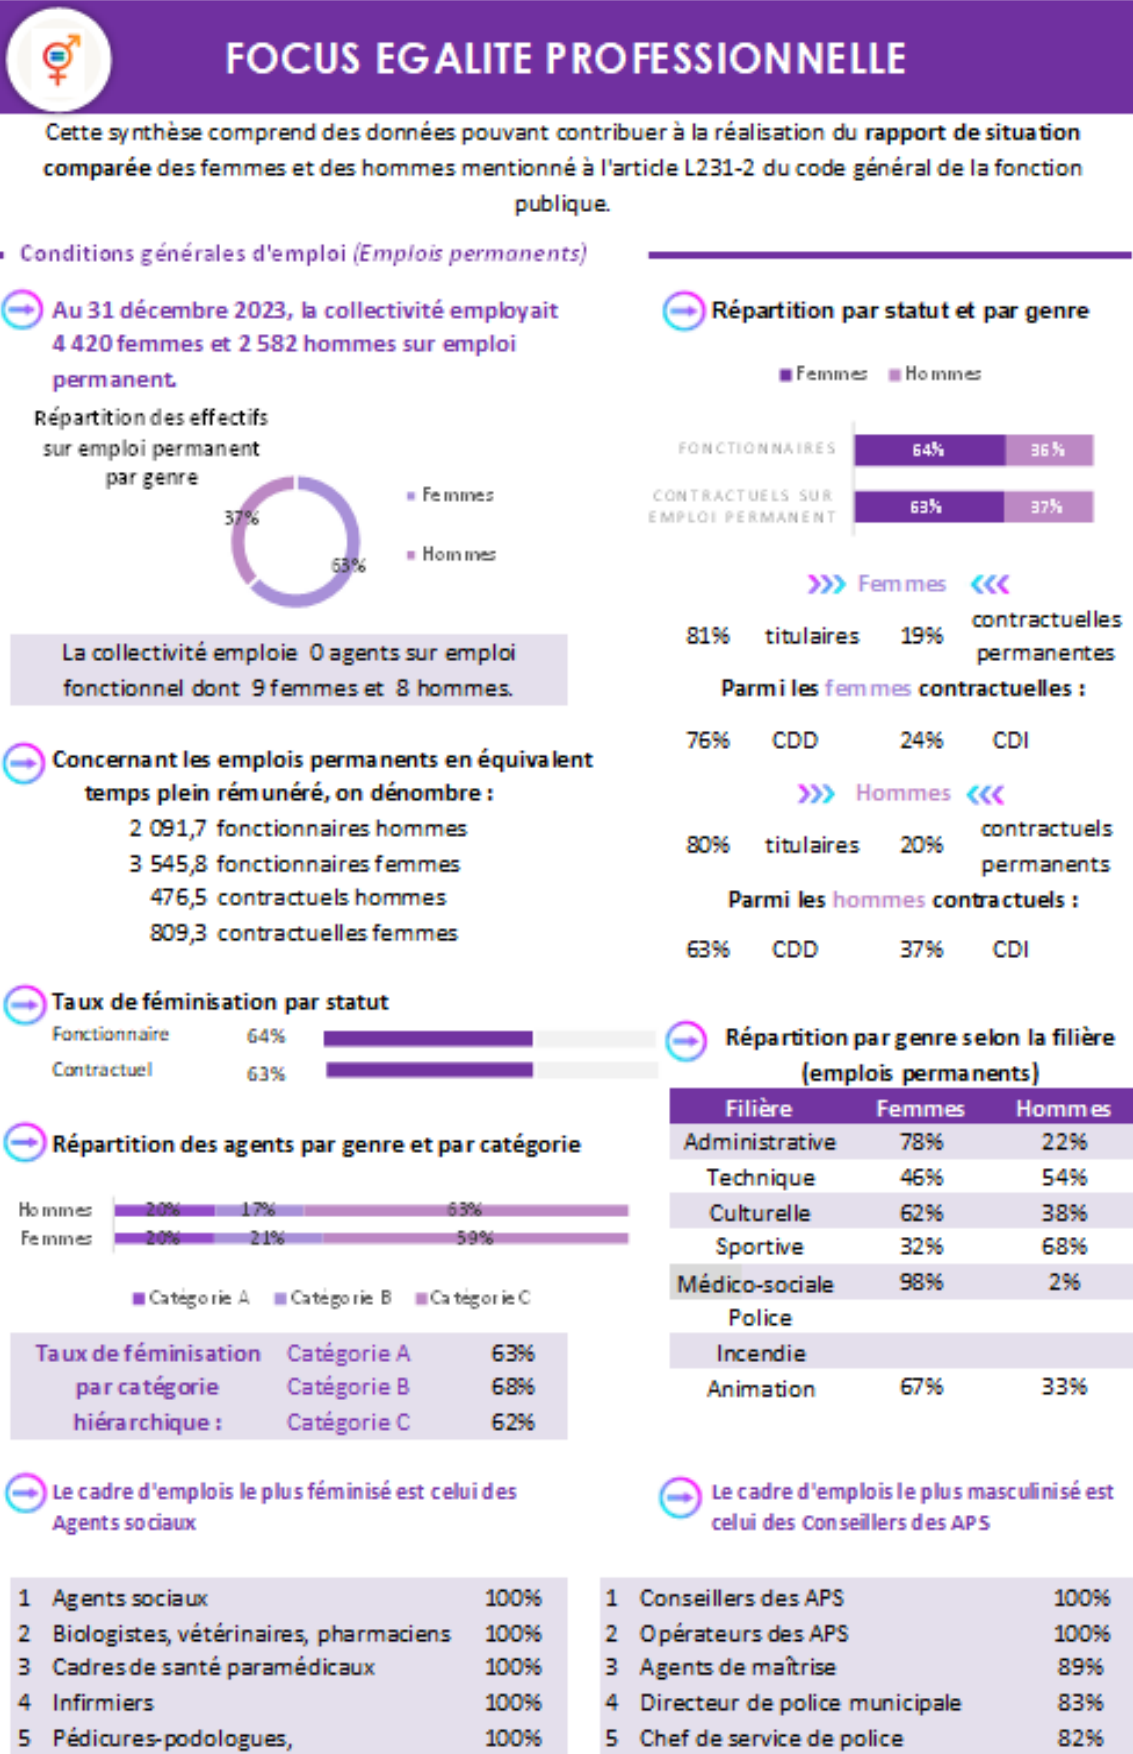 FOCUS EGALITE PROFESSIONNELLE
Cette synthèse comprend des données pouvant contribuer à la réalisation du rapport de situation
comparée des femmes et des hommes mentionné à l'article L231-2 du code général de la fonction
publique.
Conditions générales d'emploi (Emplois permanents)
Au 31 décembre 2023, la collectivité employait
4 420 femmes et 2 582 hommes sur emploi
permanent.
Répartition des effectifs
sur emploi permanent
par genre
37%
63%
Femmes
Hommes
La collectivité emploie 0 agents sur emploi
fonctionnel dont 9 femmes et 8 hommes.
Concernant les emplois permanents en équivalent
temps plein rémunéré, on dénombre :
2 091,7 fonctionnaires hommes
3 545,8 fonctionnaires femmes
476,5 contractuels hommes
809,3 contractuelles femmes
Taux de féminisation par statut
Fonctionnaire 64%
Contractuel 63%
Répartition des agents par genre et par catégorie
Hommes 20% 17% 63%
Femmes 20% 21% 59%
Catégorie A Catégorie B Catégorie C
Taux de féminisation Catégorie A 63%
par catégorie Catégorie B 68%
hiérarchique : Catégorie C 62%
Répartition par statut et par genre
Femmes Hommes
FONCTIONNAIRES 64% 36%
CONTRACTUELS SUR
EMPLOI PERMANENT 63% 37%
Femmes
81% titulaires 19% contractuelles
permanentes
Parmi les femmes contractuelles :
76% CDD 24% CDI
Hommes
80% titulaires 20% contractuels
permanents
Parmi les hommes contractuels :
63% CDD 37% CDI
Répartition par genre selon la filière
(emplois permanents)
Filière Femmes Hommes
Administrative 78% 22%
Technique 46% 54%
Culturelle 62% 38%
Sportive 32% 68%
Médico-sociale 98% 2%
Police
Incendie
Animation 67% 33%
Le cadre d'emplois le plus féminisé est celui des
Agents sociaux
1 Agents sociaux 100%
2 Biologistes, vétérinaires, pharmaciens 100%
3 Cadres de santé paramédicaux 100%
4 Infirmiers 100%
5 Pédicures-podologues, 100%
Le cadre d'emplois le plus masculinisé est
celui des Conseillers des APS
1 Conseillers des APS 100%
2 Opérateurs des APS 100%
3 Agents de maîtrise 89%
4 Directeur de police municipale 83%
5 Chef de service de police 82%